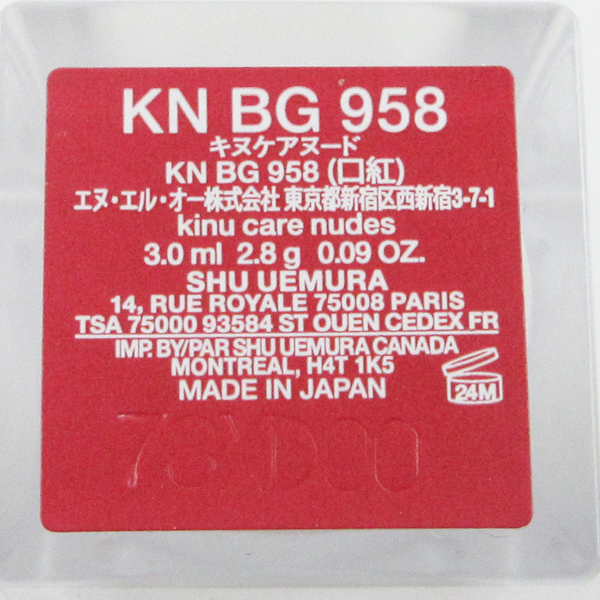 KN BG 958
キヌケアヌード
KN BG 958 (口紅)
エヌ・エル・オー株式会社 東京都新宿区西新宿3-7-1
kinu care nudes
3.0 ml 2.8 g 0.09 OZ.
SHU UEMURA
14, RUE ROYALE 75008 PARIS
TSA 75000 93584 ST OUEN CEDEX FR
IMP. BY/PAR SHU UEMURA CANADA
MONTREAL, H4T 1K5
MADE IN JAPAN
24M